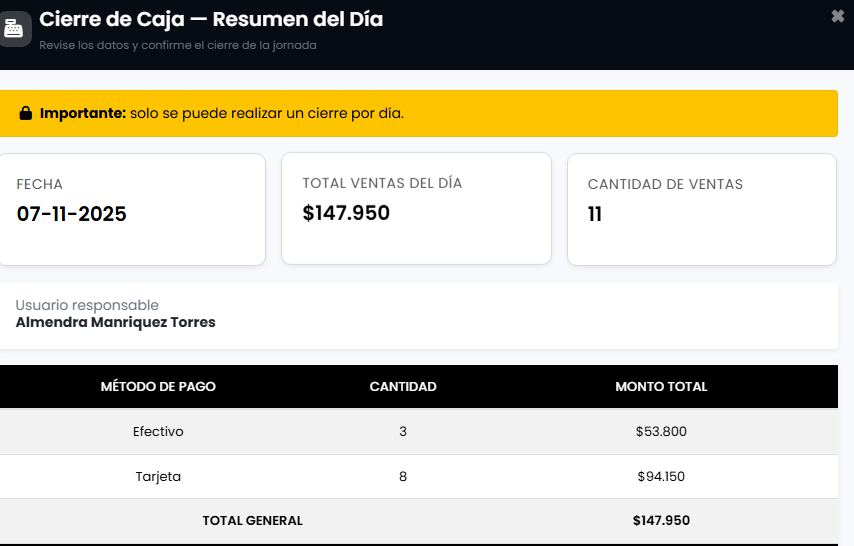 Cierre de Caja — Resumen del Día
Revise los datos y confirme el cierre de la jornada
Importante: solo se puede realizar un cierre por día.
FECHA
07-11-2025
TOTAL VENTAS DEL DÍA
$147.950
CANTIDAD DE VENTAS
11
Usuario responsable
Almendra Manriquez Torres
MÉTODO DE PAGO CANTIDAD MONTO TOTAL
Efectivo 3 $53.800
Tarjeta 8 $94.150
TOTAL GENERAL $147.950